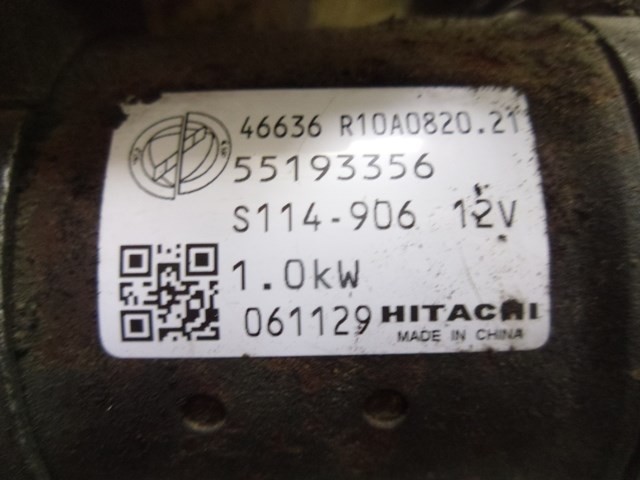 46636 R10A0820.21
55193356
S114-906 12V
1.0kW
061129 HITACHI
MADE IN CHINA